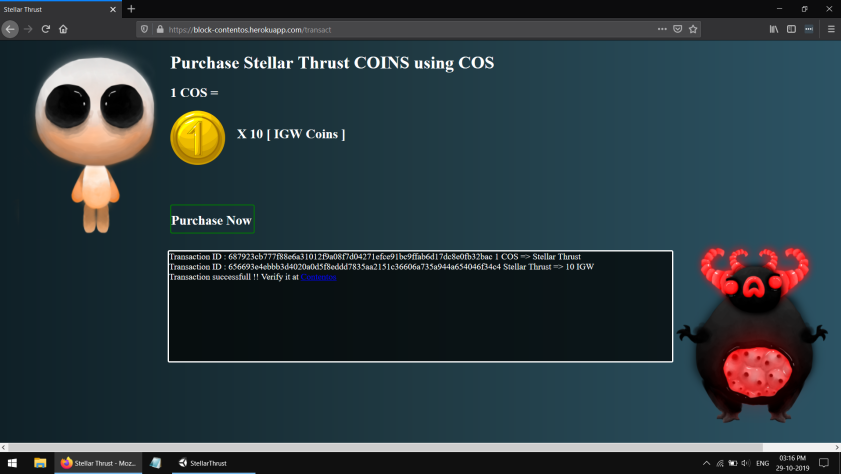 Stellar Thrust
https://block-contentos.herokuapp.com/transact
Purchase Stellar Thrust COINS using COS
1 COS =
1
X 10 [ IGW Coins ]
Purchase Now
Transaction ID : 687923cb777f88e6a31012f9a08f7d04271efce91bc9ffab6d17dc8e0fb32bac 1 COS => Stellar Thrust
Transaction ID : 656693e4ebbb3d4020a0d5f8eddd7835aa2151c36606a735a944a654046f34c4 Stellar Thrust => 10 IGW
Transaction successfull !! Verify it at
Stellar Thrust - Moz...
StellarThrust
ENG
03:16 PM
29-10-2019